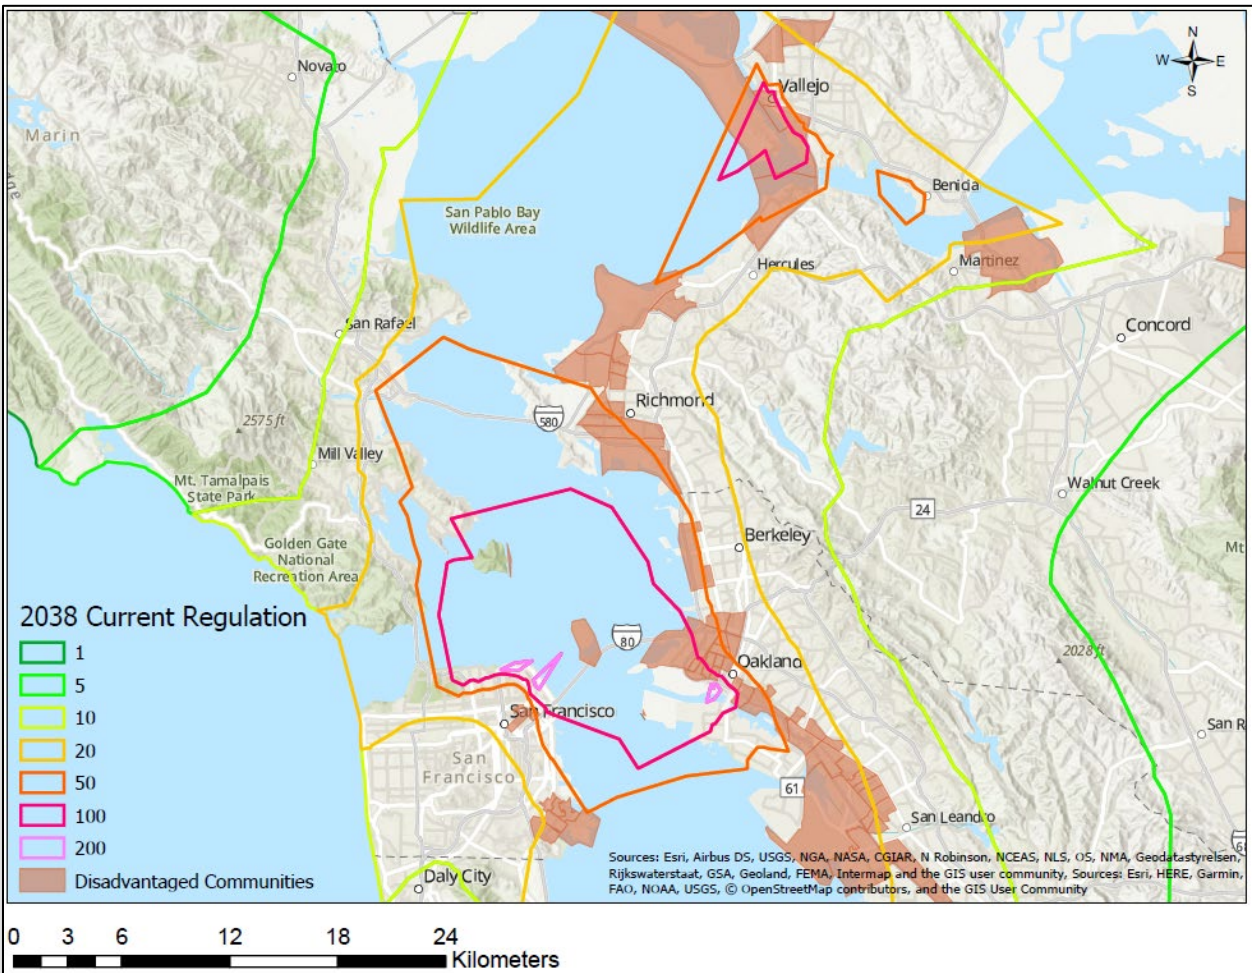 N
W E
S
Novato
Vallejo
Marin
Benicia
San Pablo Bay
Wildlife Area
Hercules
Martinez
San Rafael
Concord
Richmond
580
2575 ft
Mill Valley
Mt. Tamalpais
State Park
Walnut Creek
24
Berkeley
Golden Gate
National
Recreation Area
Mt
2038 Current Regulation
1
5
10
20
50
100
200
Disadvantaged Communities
80
2028 ft
Oakland
San Francisco
San R
San
Francisco
61
San Leandro
68
Daly City
Sources: Esri, Airbus DS, USGS, NGA, NASA, CGIAR, N Robinson, NCEAS, NLS, OS, NMA, Geodatastyrelsen,
Rijkswaterstaat, GSA, Geoland, FEMA, Intermap and the GIS user community, Sources: Esri, HERE, Garmin,
FAO, NOAA, USGS, © OpenStreetMap contributors, and the GIS User Community
0 3 6 12 18 24
Kilometers